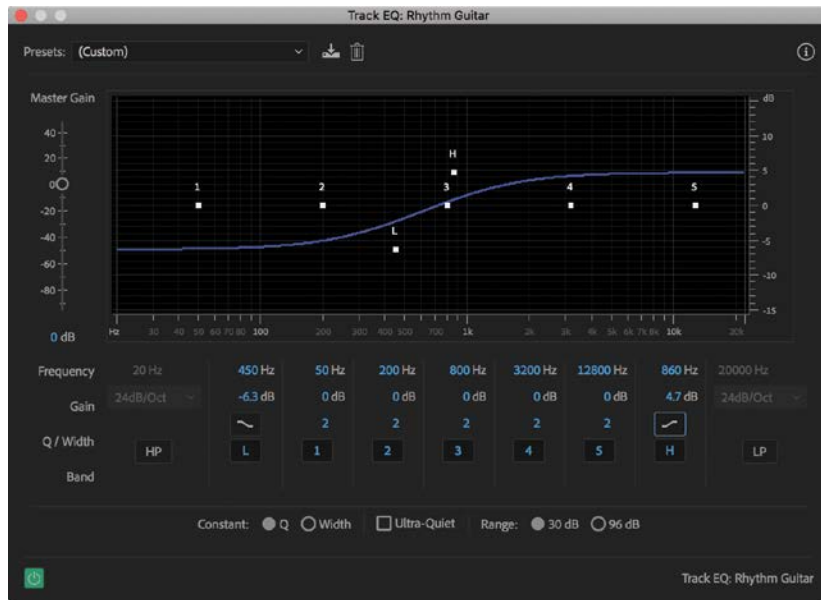 Track EQ: Rhythm Guitar
Presets: (Custom)
Master Gain
dB
40
20
0
-20
-40
-60
-80
0 dB
10
5
0
-5
-10
-15
H
1 2 3 4 5
L
Hz 30 40 50 60 70 80 100 200 300 400 500 700 1k 2k 3k 4k 5k 6k 7k 8k 10k 20k
Frequency 20 Hz 450 Hz 50 Hz 200 Hz 800 Hz 3200 Hz 12800 Hz 860 Hz 20000 Hz
Gain 24dB/Oct -6.3 dB 0 dB 0 dB 0 dB 0 dB 0 dB 4.7 dB 24dB/Oct
Q / Width 2 2 2 2 2
Band HP L 1 2 3 4 5 H LP
Constant: Q Width Ultra-Quiet Range: 30 dB 96 dB
Track EQ: Rhythm Guitar